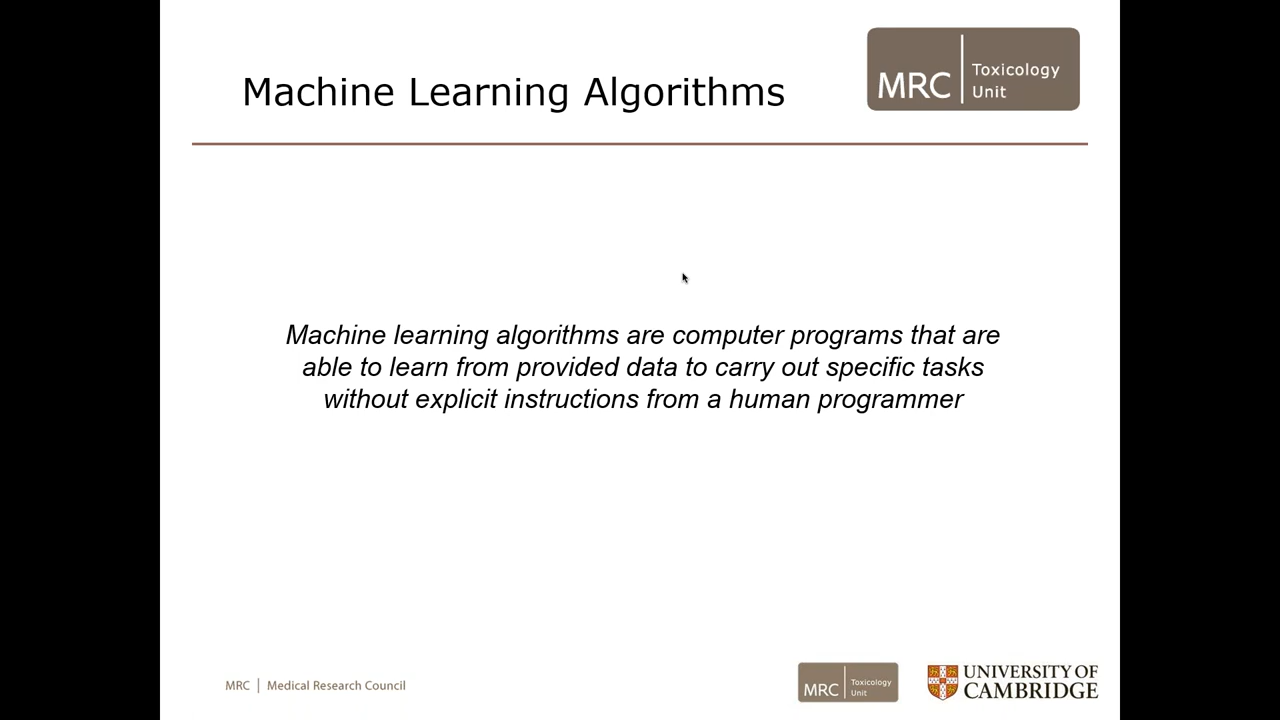 Machine Learning Algorithms
MRC
Toxicology
Unit
Machine learning algorithms are computer programs that are
able to learn from provided data to carry out specific tasks
without explicit instructions from a human programmer
MRC | Medical Research Council
MRC
Toxicology
Unit
UNIVERSITY OF
CAMBRIDGE